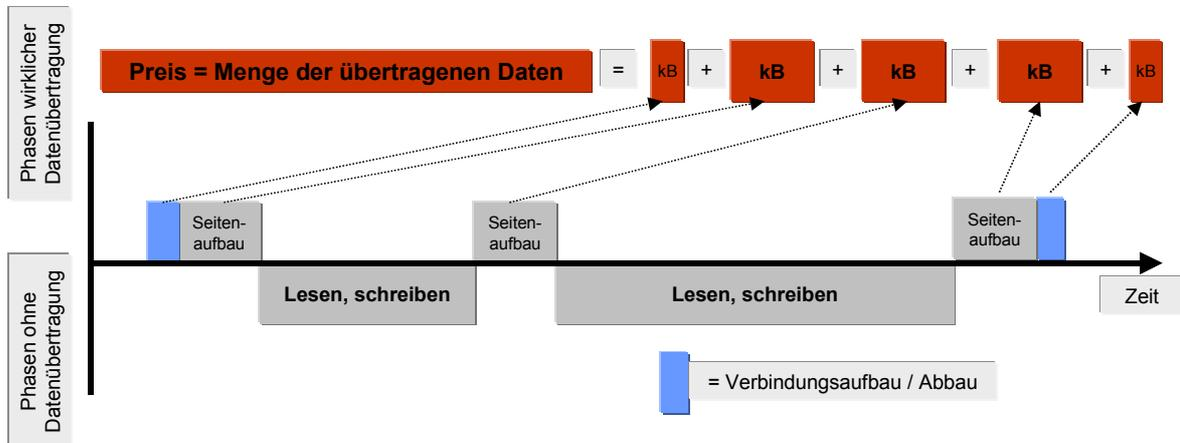 Phasen wirklicher
Datenübertragung
Preis = Menge der übertragenen Daten = kB + kB + kB + kB + kB
Seiten-
aufbau
Seiten-
aufbau
Seiten-
aufbau
Phasen ohne
Datenübertragung
Lesen, schreiben
Lesen, schreiben
Zeit
= Verbindungsaufbau / Abbau